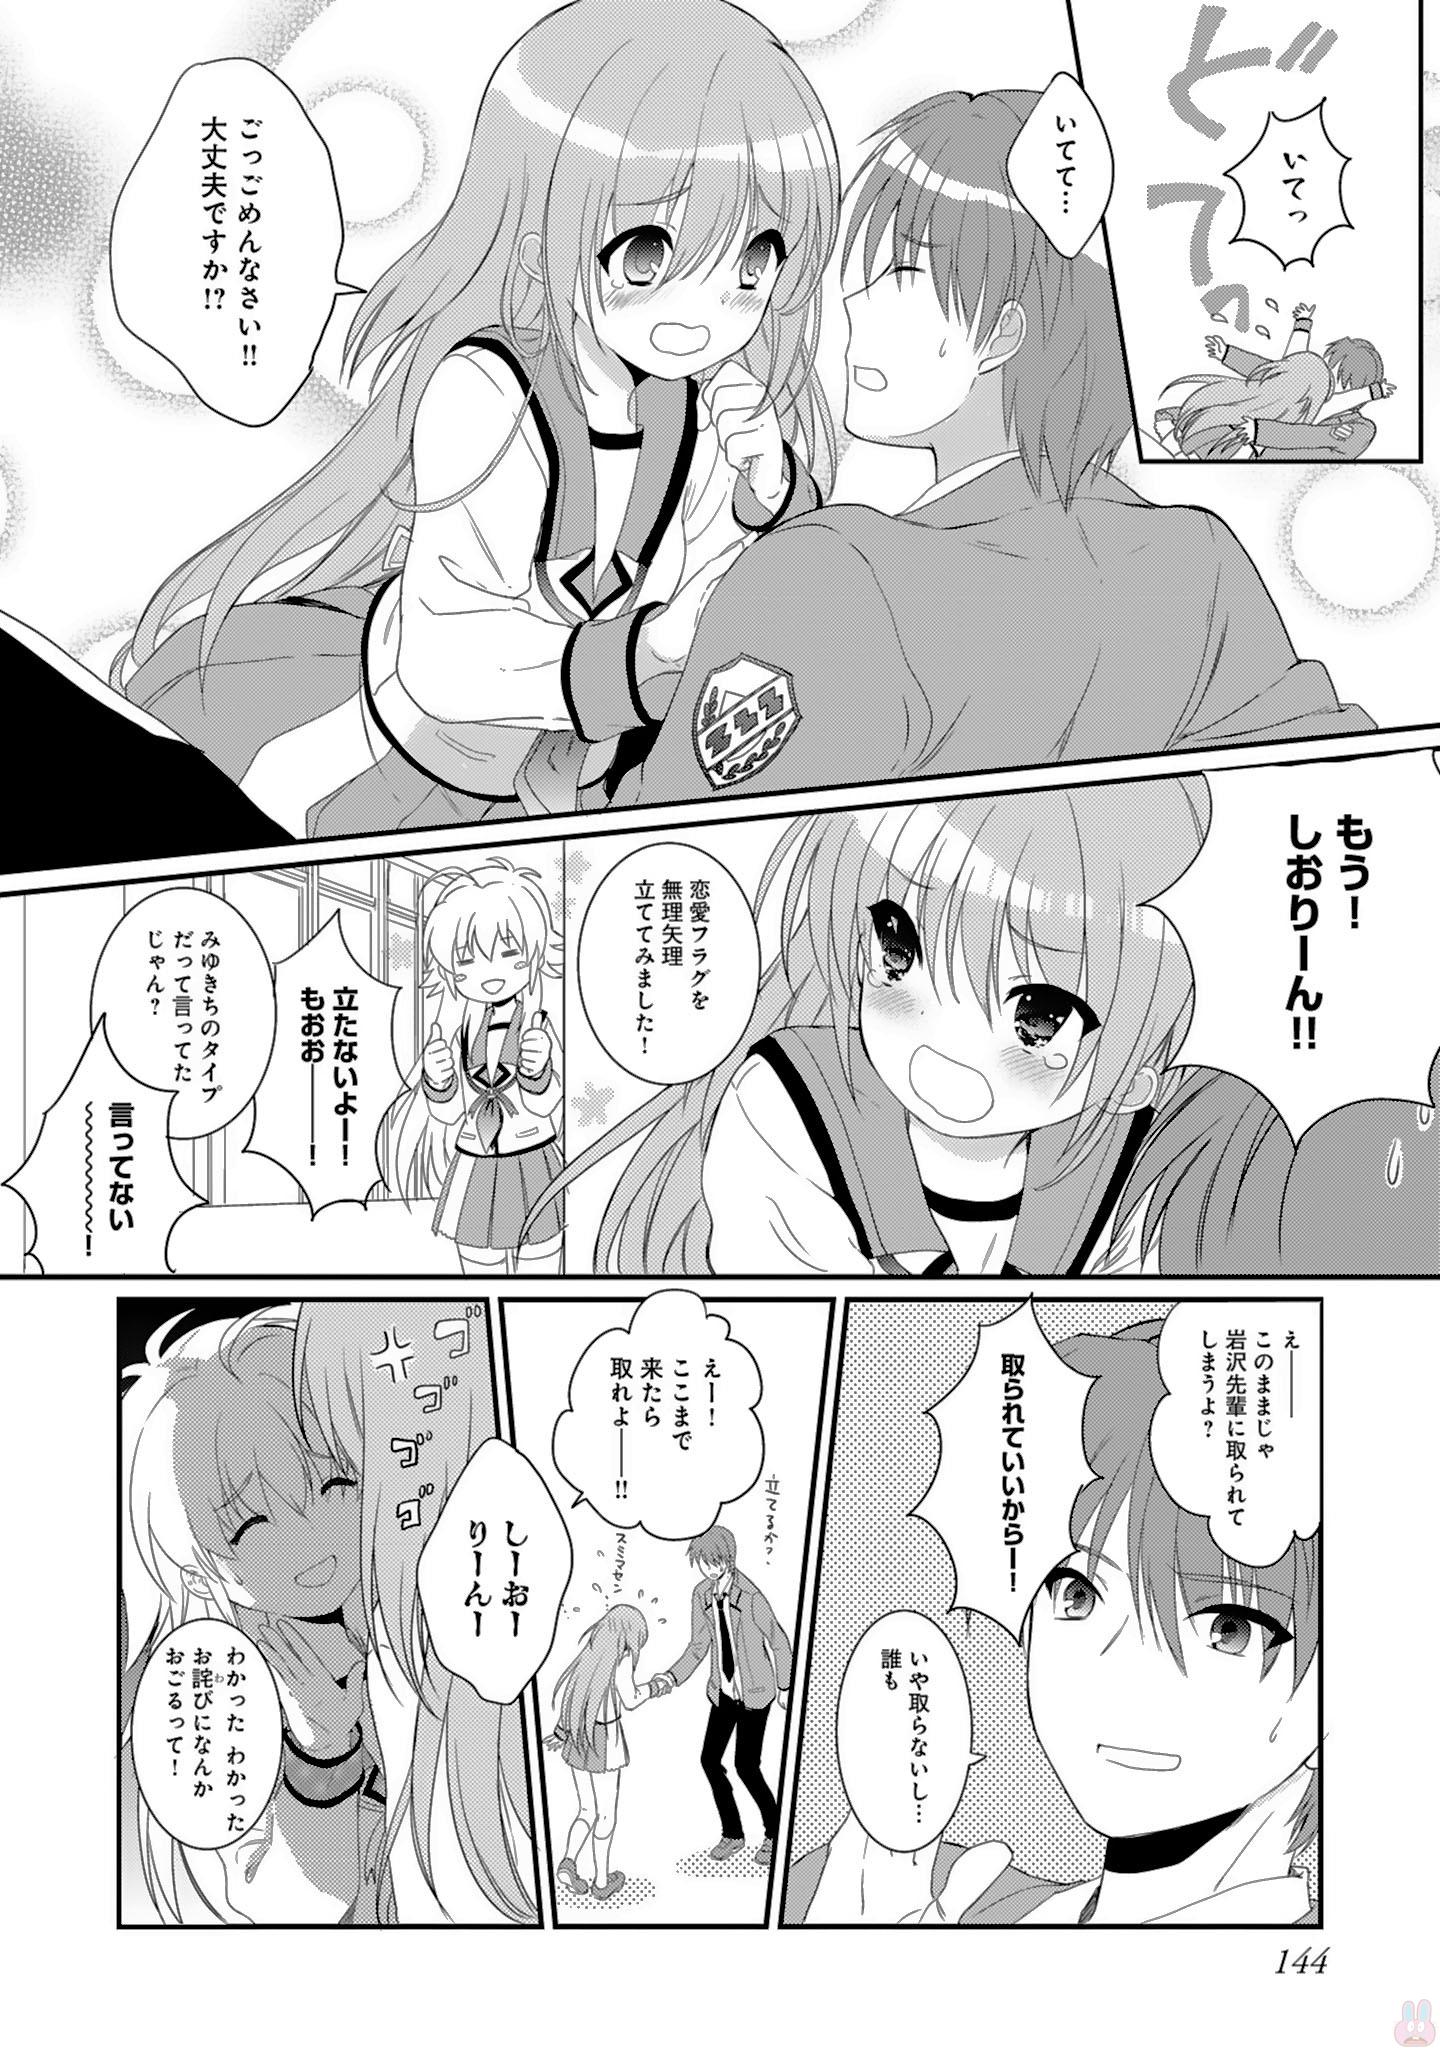 ドテッ
いてっ
いてて…
ごっごめんなさい!!
大丈夫ですか!?
もう!
しおりーん!!
恋愛フラグを
無理矢理
立ててみました!
立たないよー!
もおお――!
みゆきちのタイプ
だって言ってた
じゃん?
言ってない
〜〜〜〜!
え――
このままじゃ
岩沢先輩に取られて
しまうよ?
取られていいから―!
いや取らないし…
誰も
えー!
ここまで
来たら
取れよ――!!
立てるか?
スミマセン
しーおー
りーんー
ゴゴゴゴ
わかった わかった
お詫びになんか
わ
おごるって!
144